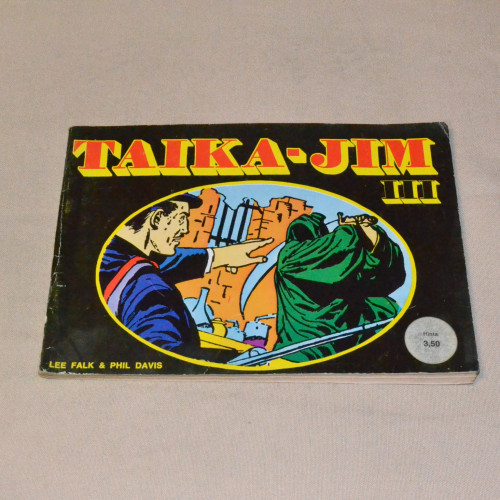 TAIKA-JIM
III
Hinta
3,50
LEE FALK & PHIL DAVIS